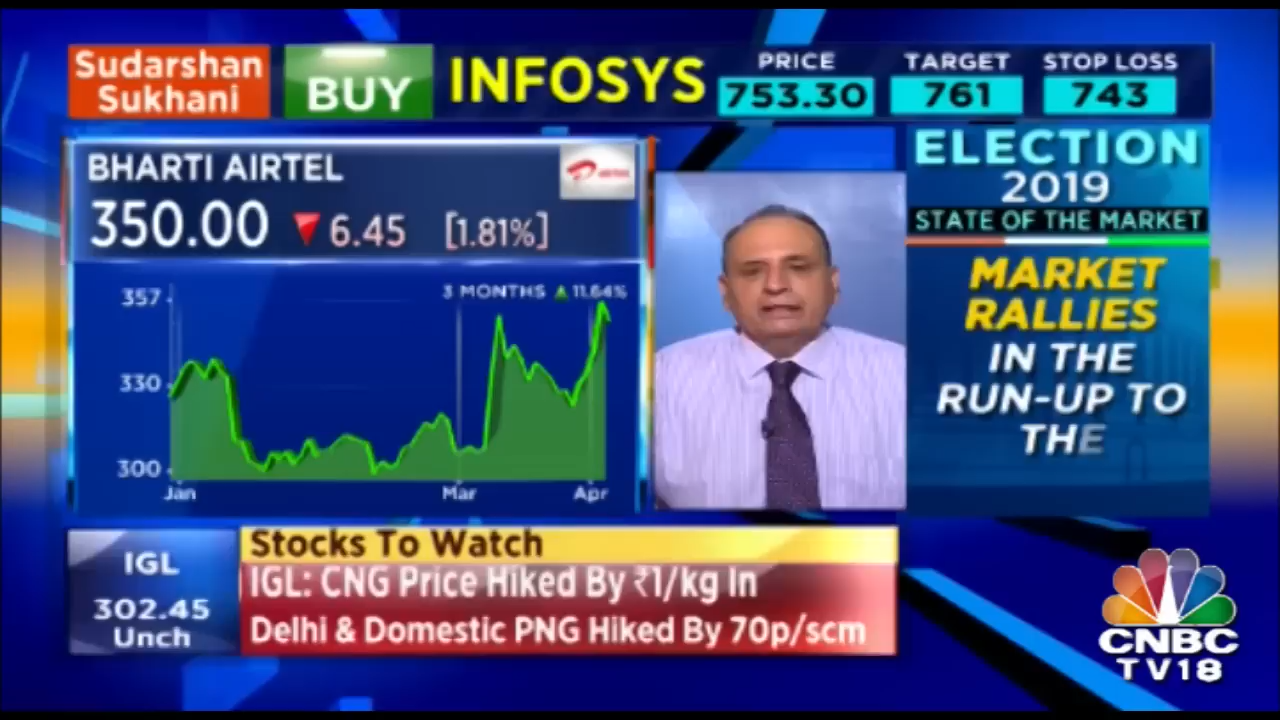 Sudarshan
Sukhani
BUY
INFOSYS
PRICE
753.30
TARGET
761
STOP LOSS
743
BHARTI AIRTEL
airtel
350.00 ▼ 6.45 [1.81%]
3 MONTHS ▲ 11.64%
357
330
300
Jan
Mar
Apr
ELECTION
2019
STATE OF THE MARKET
MARKET
RALLIES
IN THE
RUN-UP TO
THE
IGL
302.45
Unch
Stocks To Watch
IGL: CNG Price Hiked By ₹1/kg In
Delhi & Domestic PNG Hiked By 70p/scm
CNBC
TV18